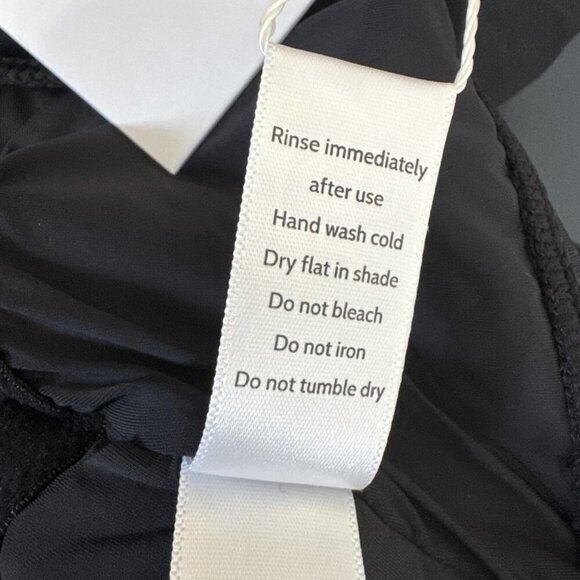 Rinse immediately
after use
Hand wash cold
Dry flat in shade
Do not bleach
Do not iron
Do not tumble dry